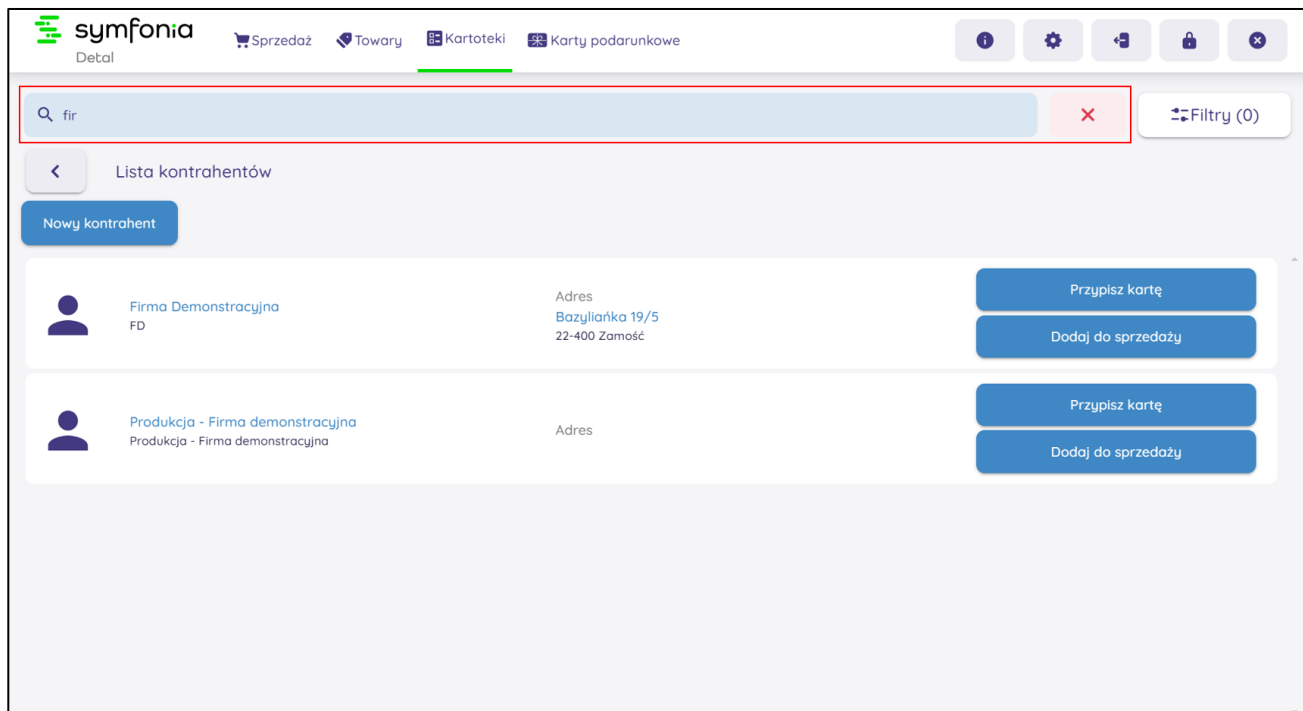 symfonia
Detal
Sprzedaż
Towary
Kartoteki
Karty podarunkowe
fir
Filtry (0)
Lista kontrahentów
Nowy kontrahent
Firma Demonstracyjna
FD
Adres
Bazyliańka 19/5
22-400 Zamość
Przypisz kartę
Dodaj do sprzedaży
Produkcja - Firma demonstracyjna
Produkcja - Firma demonstracyjna
Adres
Przypisz kartę
Dodaj do sprzedaży